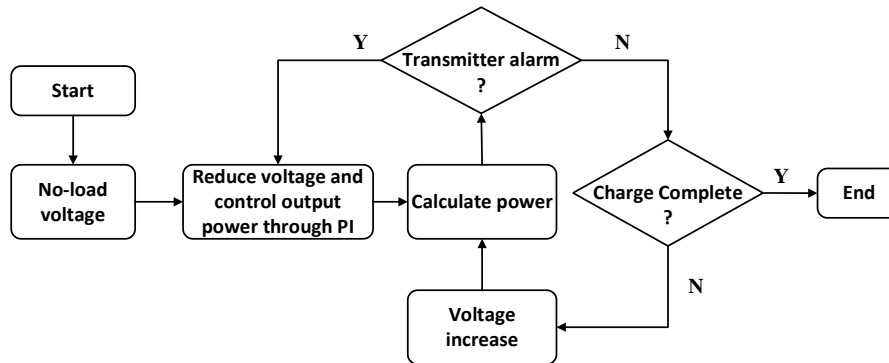 Y
Transmitter alarm
?
N
Start
No-load
voltage
Reduce voltage and
control output
power through PI
Calculate power
Charge Complete
?
Y
End
N
Voltage
increase